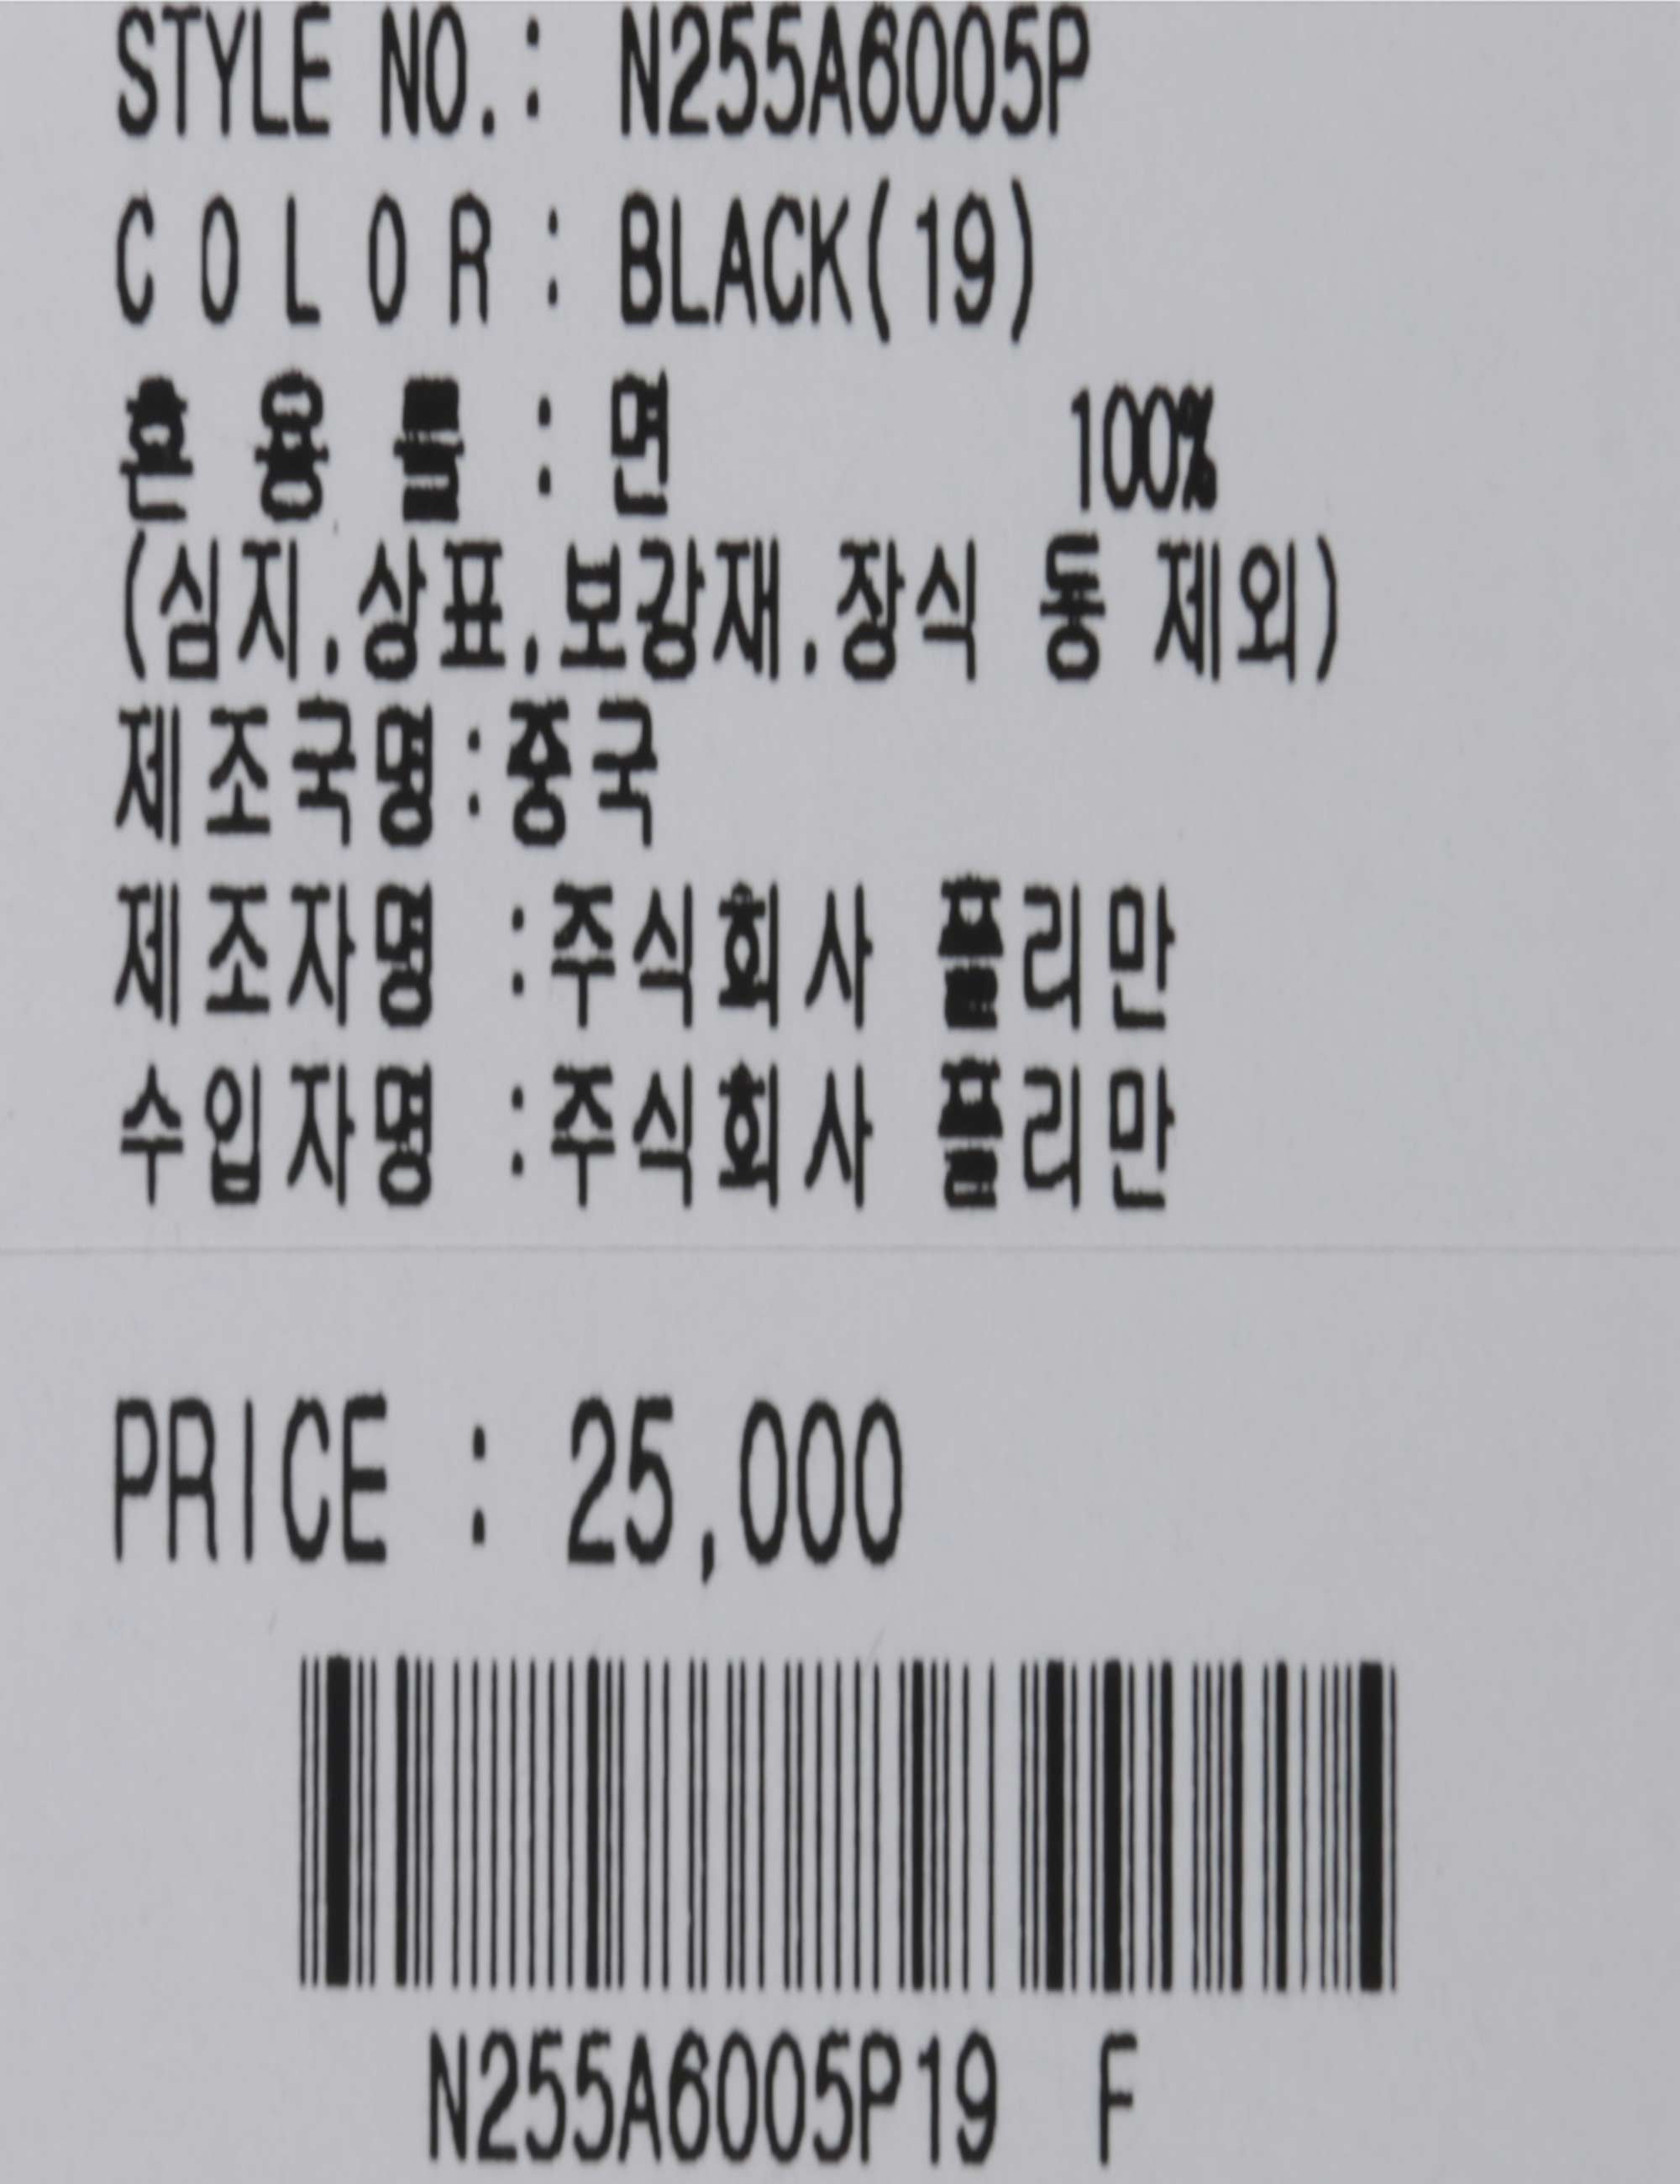 STYLE NO.: N255A6005P
C O L O R : BLACK(19)
혼 용 률 : 면 100%
(심지.상표.보강재.장식 등 제외)
제조국명:중국
제조자명 :주식회사 플리만
수입자명 :주식회사 플리만
PRICE : 25,000
N255A6005P19 F